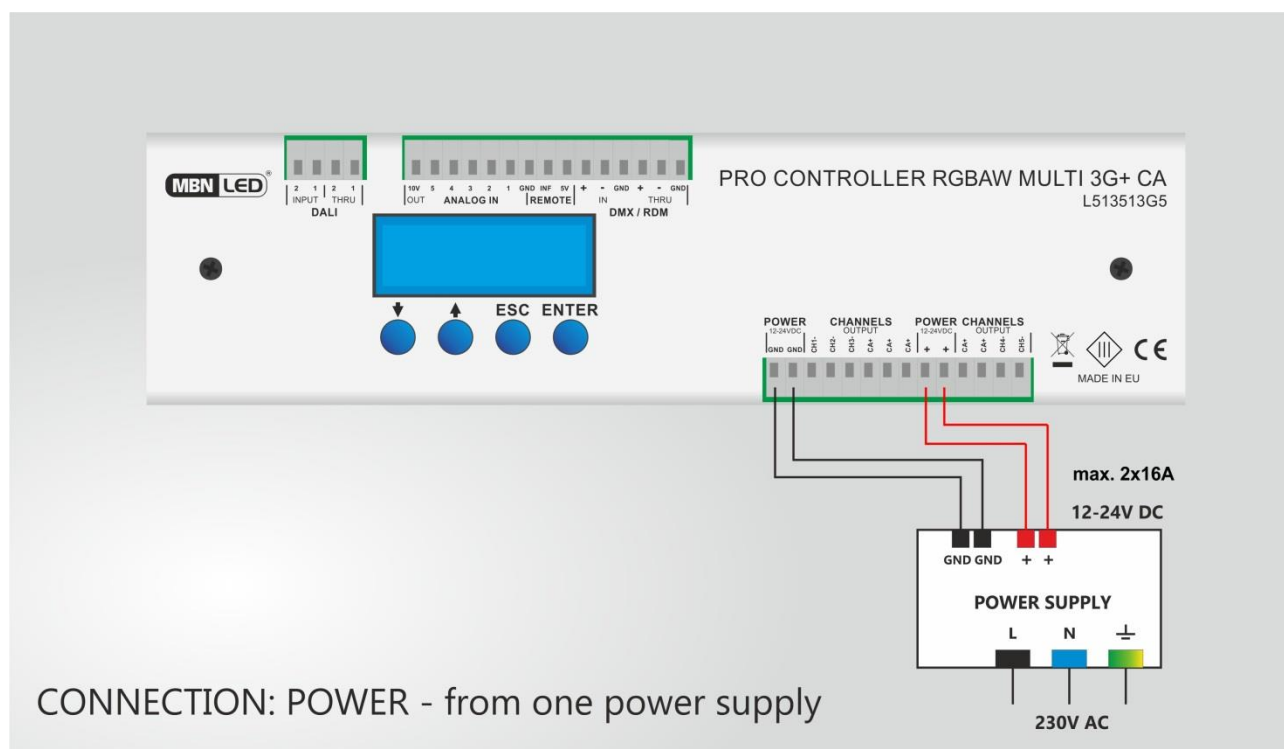 MBN LED®
2 1 2 1
INPUT THRU
DALI
10V 5 4 3 2 1 GND INF 5V + - GND + - GND
OUT ANALOG IN REMOTE IN THRU
DMX / RDM
PRO CONTROLLER RGBAW MULTI 3G+ CA
L513513G5
ESC ENTER
POWER CHANNELS POWER CHANNELS
12-24VDC OUTPUT 12-24VDC OUTPUT
GND GND CH1- CH2- CH3- CA+ CA+ CA+ + + CA+ CA+ CH4- CH5-
III CE
MADE IN EU
max. 2x16A
12-24V DC
GND GND + +
POWER SUPPLY
L N
230V AC
CONNECTION: POWER - from one power supply